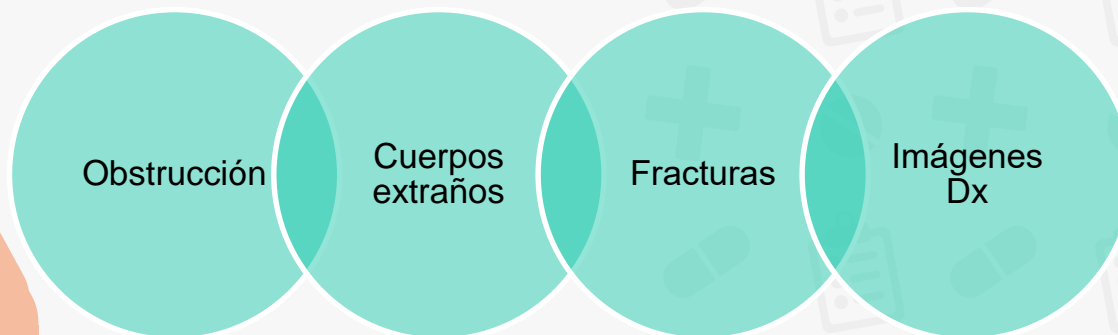 Obstrucción
Cuerpos
extraños
Fracturas
Imágenes
Dx